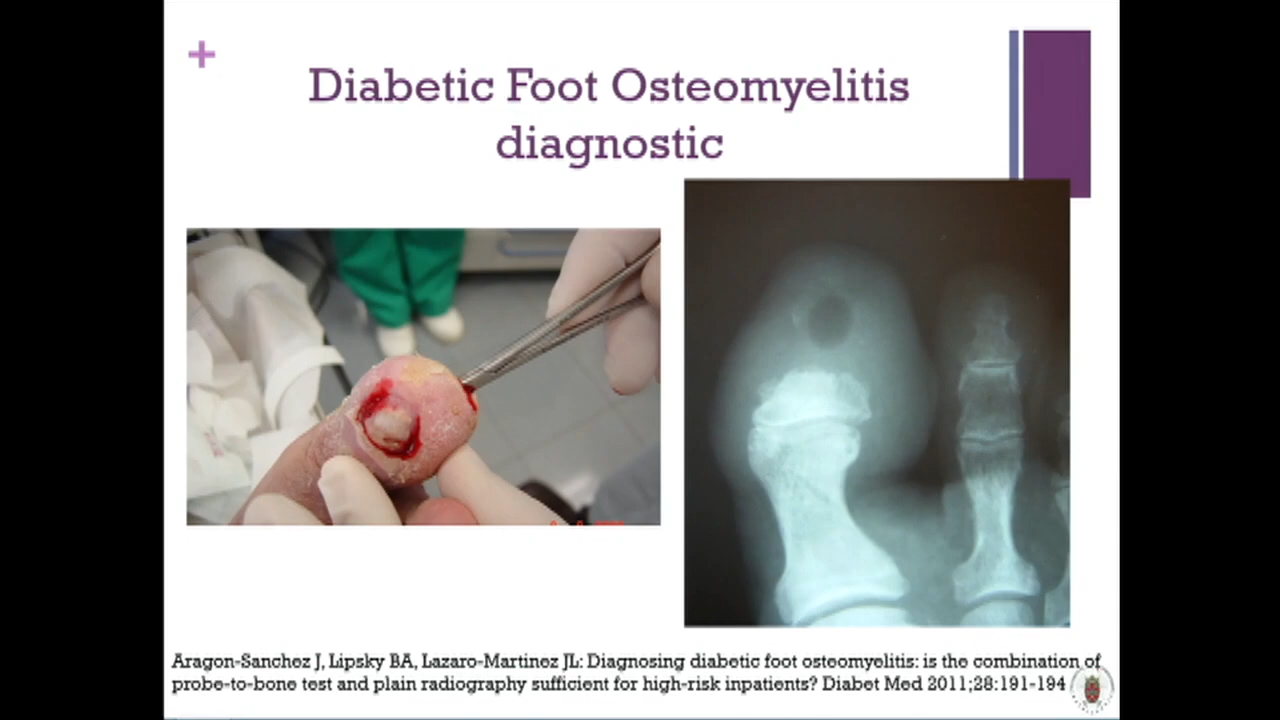 +
Diabetic Foot Osteomyelitis
diagnostic
Aragon-Sanchez J, Lipsky BA, Lazaro-Martinez JL: Diagnosing diabetic foot osteomyelitis: is the combination of
probe-to-bone test and plain radiography sufficient for high-risk inpatients? Diabet Med 2011;28:191-194